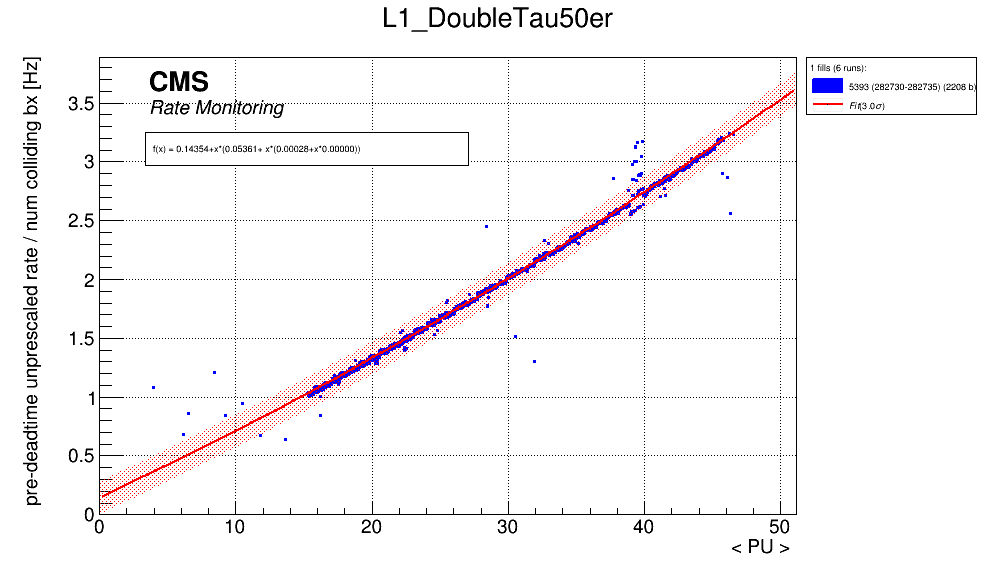 L1_DoubleTau50er
pre-deadtime unprescaled rate / num colliding bx [Hz]
CMS
Rate Monitoring
f(x) = 0.14354+x*(0.05361+ x*(0.00028+x*0.00000))
3.5
3
2.5
2
1.5
1
0.5
0
0 10 20 30 40 50
< PU >
1 fills (6 runs):
5393 (282730-282735) (2208 b)
Fit(3.0σ)